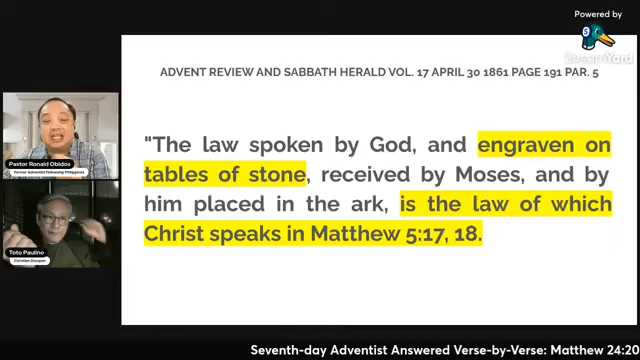 Powered by
StreamYard
ADVENT REVIEW AND SABBATH HERALD VOL. 17 APRIL 30 1861 PAGE 191 PAR. 5
"The law spoken by God, and engraven on
tables of stone, received by Moses, and by
him placed in the ark, is the law of which
Christ speaks in Matthew 5:17, 18.
Pastor Ronald Obidos
Former Adventist Fellowship Philippines
Toto Paulino
Christian Disciple
Seventh-day Adventist Answered Verse-by-Verse: Matthew 24:20